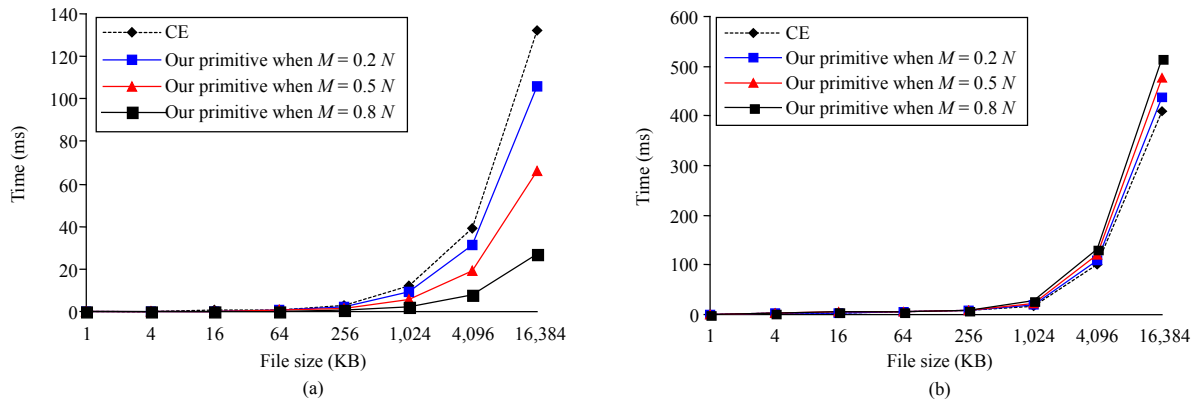 140
120
100
80
60
40
20
0
Time (ms)
CE
Our primitive when M = 0.2 N
Our primitive when M = 0.5 N
Our primitive when M = 0.8 N
1 4 16 64 256 1,024 4,096 16,384
File size (KB)
(a)
600
500
400
300
200
100
0
Time (ms)
CE
Our primitive when M = 0.2 N
Our primitive when M = 0.5 N
Our primitive when M = 0.8 N
1 4 16 64 256 1,024 4,096 16,384
File size (KB)
(b)